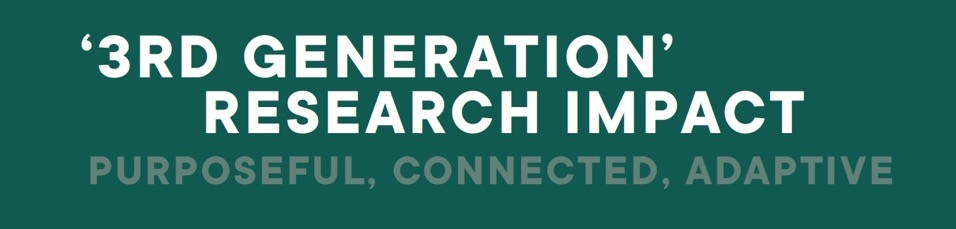 ‘3RD GENERATION’
RESEARCH IMPACT
PURPOSEFUL, CONNECTED, ADAPTIVE